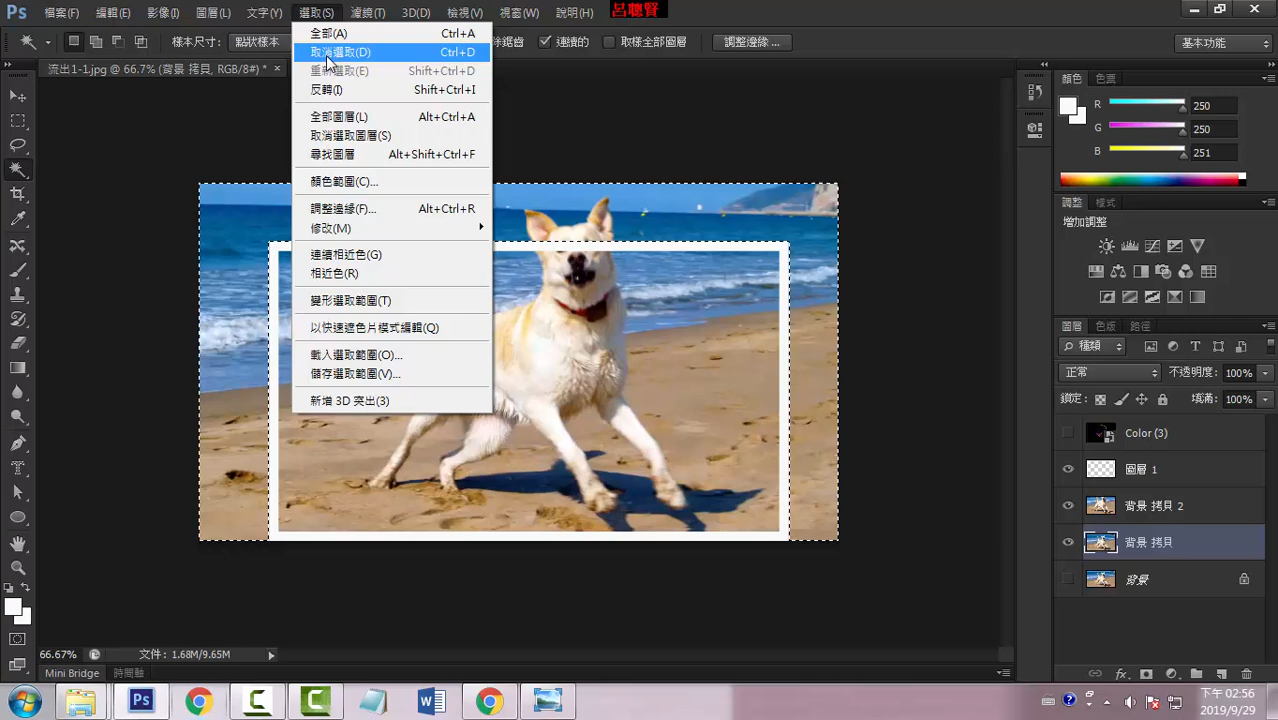 Ps 檔案(F) 編輯(E) 影像(I) 圖層(L) 文字(Y) 選取(S) 濾鏡(T) 3D(D) 檢視(V) 視窗(W) 說明(H) 呂聰賢
樣本尺寸: 點狀樣本 除鋸齒 連續的 取樣全部圖層 調整邊緣... 基本功能
流出1-1.jpg @ 66.7% (背景 拷貝, RGB/8#) *
全部(A) Ctrl+A
取消選取(D) Ctrl+D
重新選取(E) Shift+Ctrl+D
反轉(I) Shift+Ctrl+I
全部圖層(L) Alt+Ctrl+A
取消選取圖層(S)
尋找圖層 Alt+Shift+Ctrl+F
顏色範圍(C)...
調整邊緣(F)... Alt+Ctrl+R
修改(M)
連續相近色(G)
相近色(R)
變形選取範圍(T)
以快速遮色片模式編輯(Q)
載入選取範圍(O)...
儲存選取範圍(V)...
新增 3D 突出(3)
顏色 色票
R 250
G 250
B 251
調整 樣式
增加調整
圖層 色版 路徑
種類
正常 不透明度: 100%
鎖定: 填滿: 100%
Color (3)
圖層 1
背景 拷貝 2
背景 拷貝
背景
66.67% 文件: 1.68M/9.65M
Mini Bridge 時間軸
下午 02:56
2019/9/29